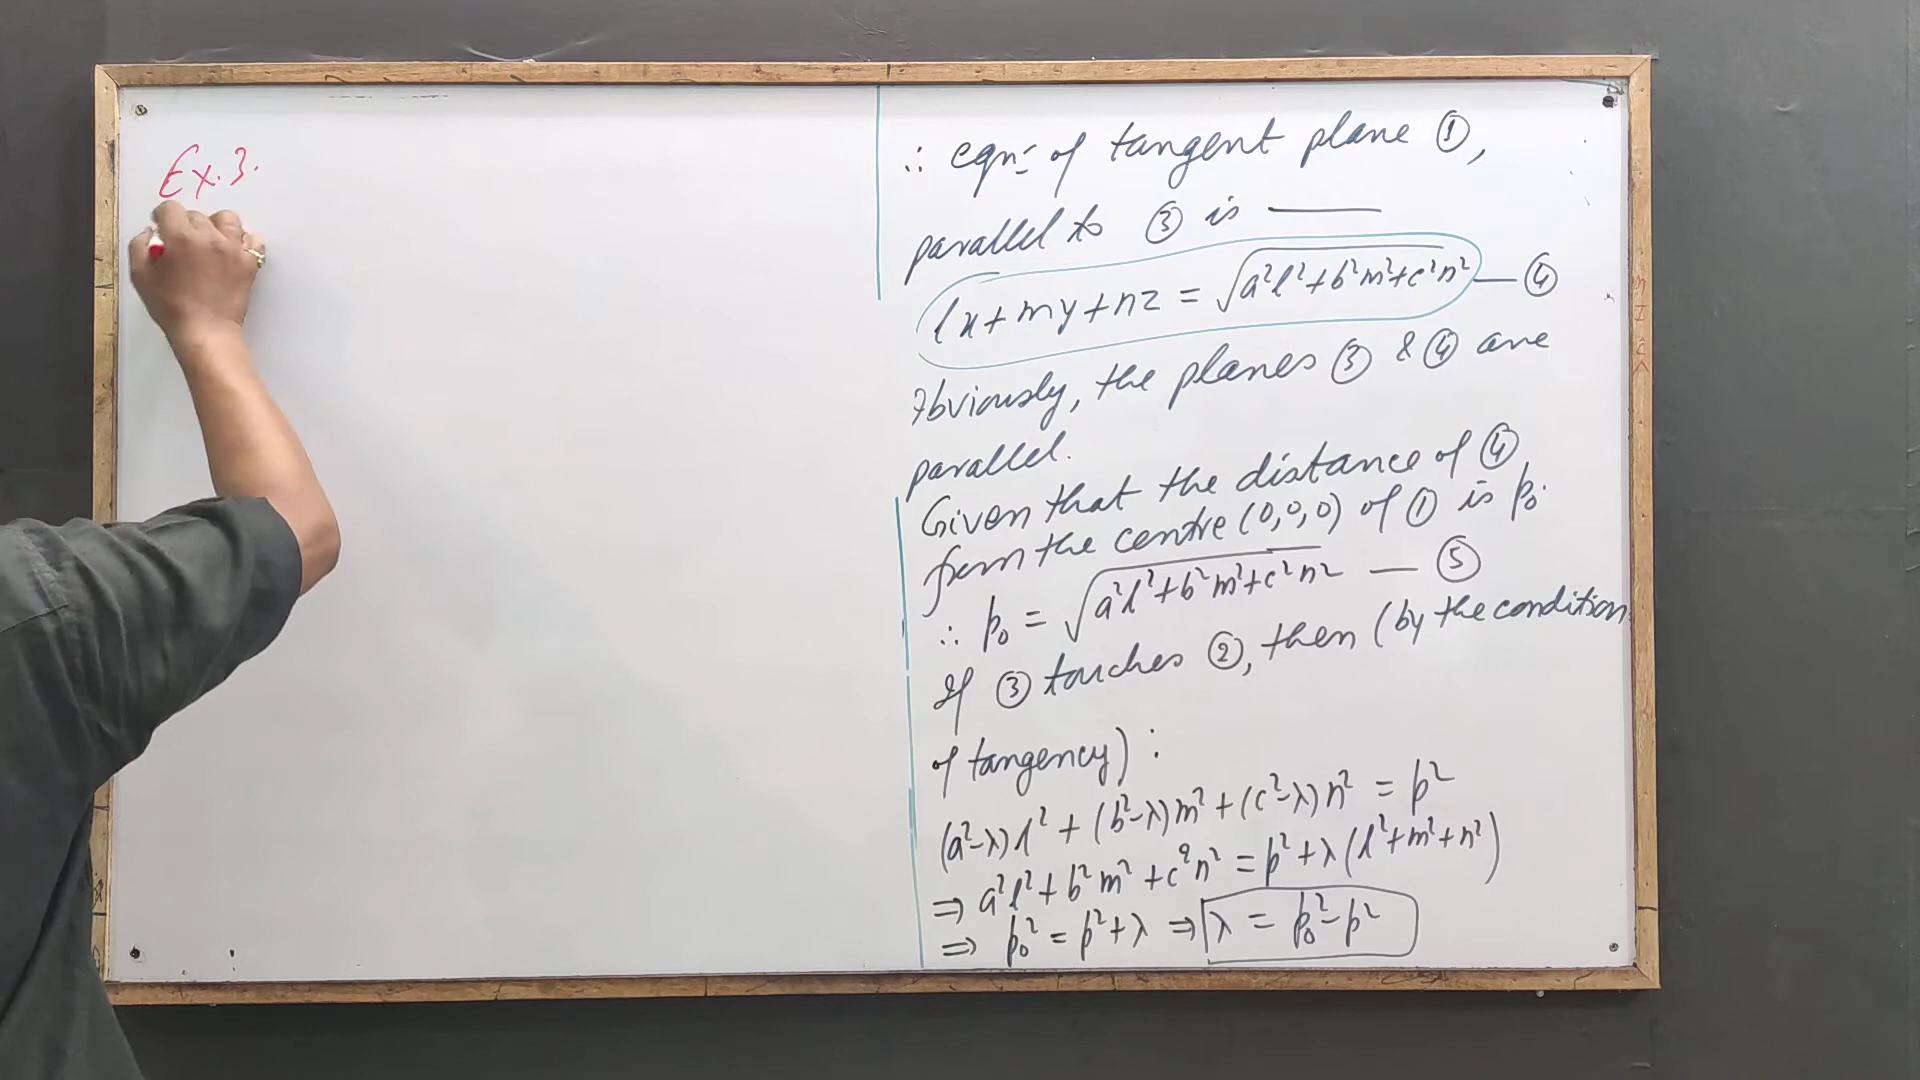 Ex.3.
∴ eqn: of tangent plane ①,
parallel to ③ is ———
lx+my+nz = √(a²l²+b²m²+c²n²) — ④
Obviously, the planes ③ & ④ are
parallel.
Given that the distance of ④
from the centre (0,0,0) of ① is p₀.
∴ p₀ = √(a²l²+b²m²+c²n²) — ⑤
If ③ touches ②, then (by the condition
of tangency) :
(a²-λ)l² + (b²-λ)m² + (c²-λ)n² = p²
⇒ a²l² + b²m² + c²n² = p² + λ(l²+m²+n²)
⇒ p₀² = p²+λ ⇒ λ = p₀²-p²